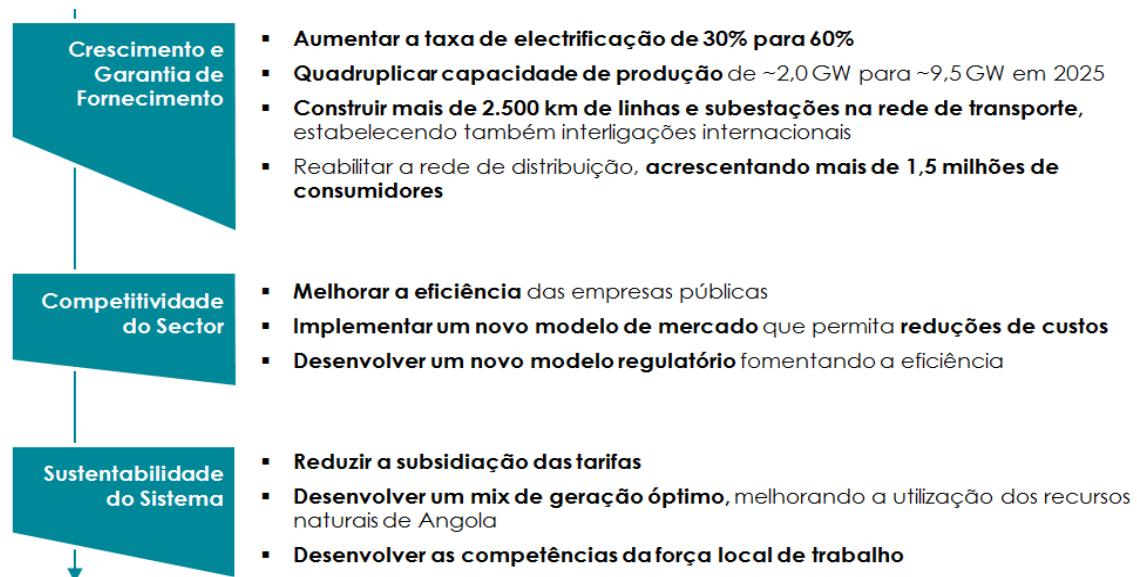 Crescimento e
Garantia de
Fornecimento
▪ Aumentar a taxa de electrificação de 30% para 60%
▪ Quadruplicar capacidade de produção de ~2,0 GW para ~9,5 GW em 2025
▪ Construir mais de 2.500 km de linhas e subestações na rede de transporte,
estabelecendo também interligações internacionais
▪ Reabilitar a rede de distribuição, acrescentando mais de 1,5 milhões de
consumidores
Competitividade
do Sector
▪ Melhorar a eficiência das empresas públicas
▪ Implementar um novo modelo de mercado que permita reduções de custos
▪ Desenvolver um novo modelo regulatório fomentando a eficiência
Sustentabilidade
do Sistema
▪ Reduzir a subsidiação das tarifas
▪ Desenvolver um mix de geração óptimo, melhorando a utilização dos recursos
naturais de Angola
▪ Desenvolver as competências da força local de trabalho